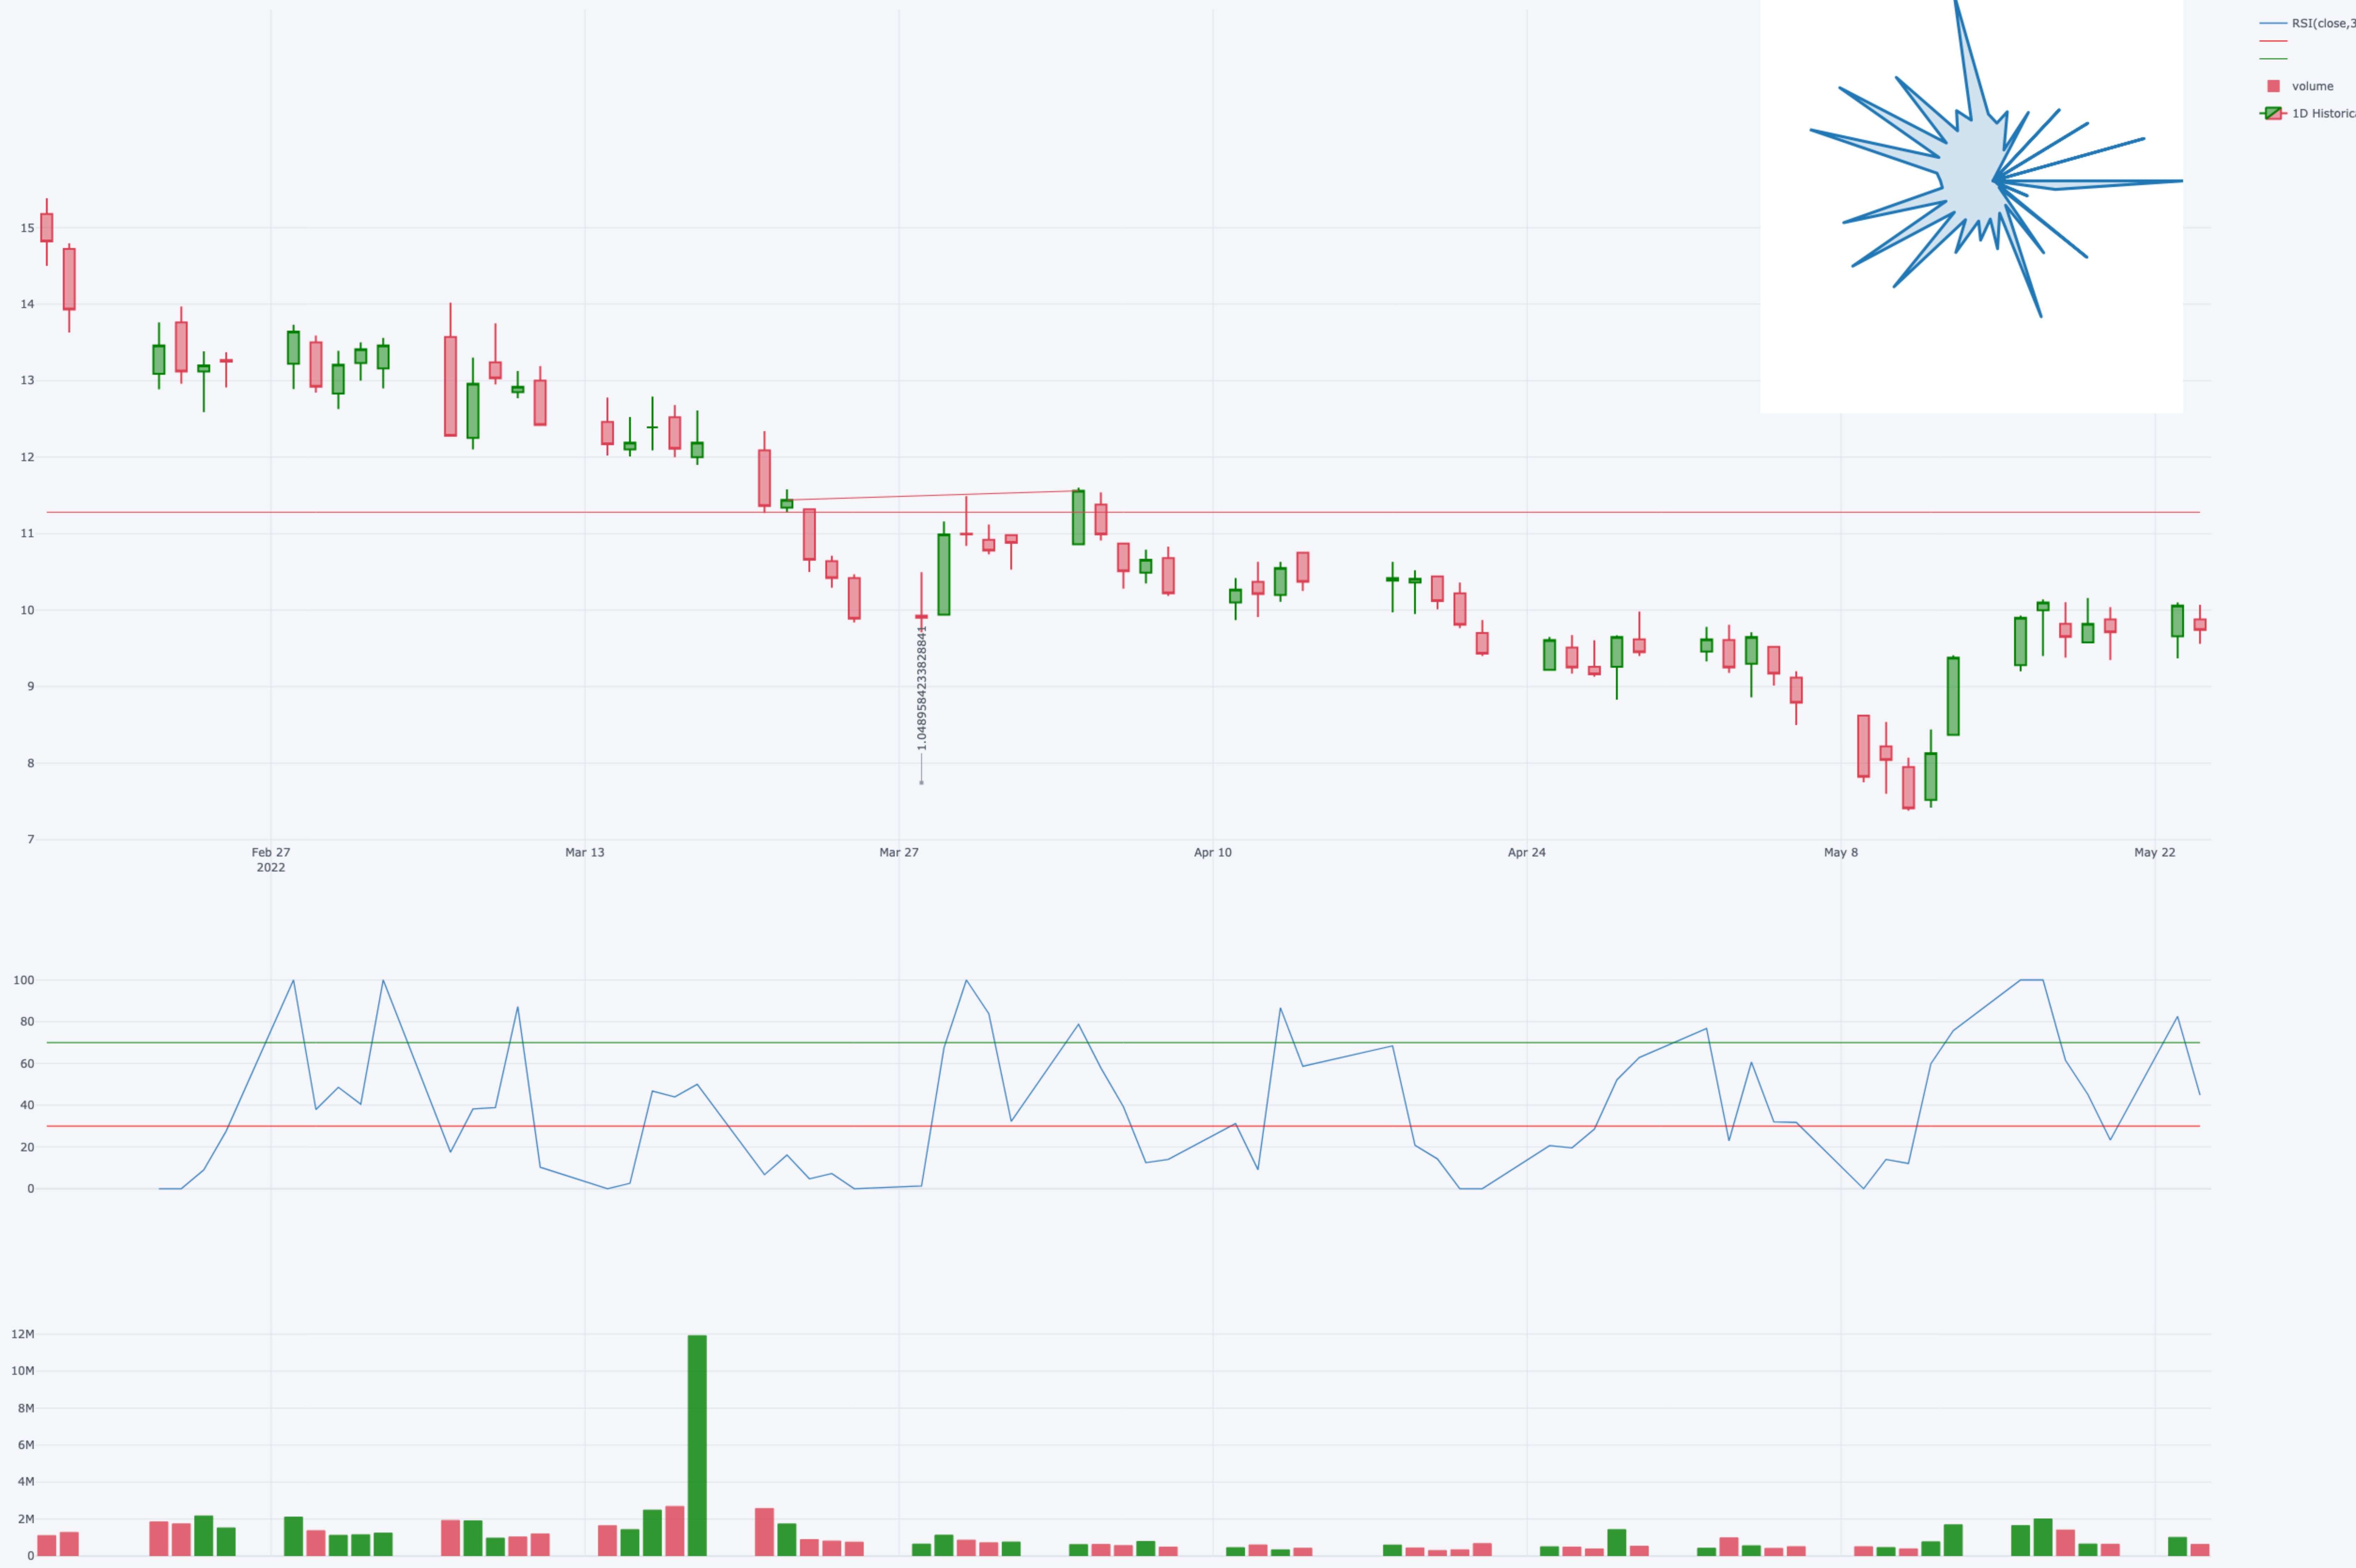 RSI(close,3
volume
1D Historica
15
14
13
12
11
10
9
8
7
1.0489584233828841
Feb 27
2022
Mar 13
Mar 27
Apr 10
Apr 24
May 8
May 22
100
80
60
40
20
0
12M
10M
8M
6M
4M
2M
0